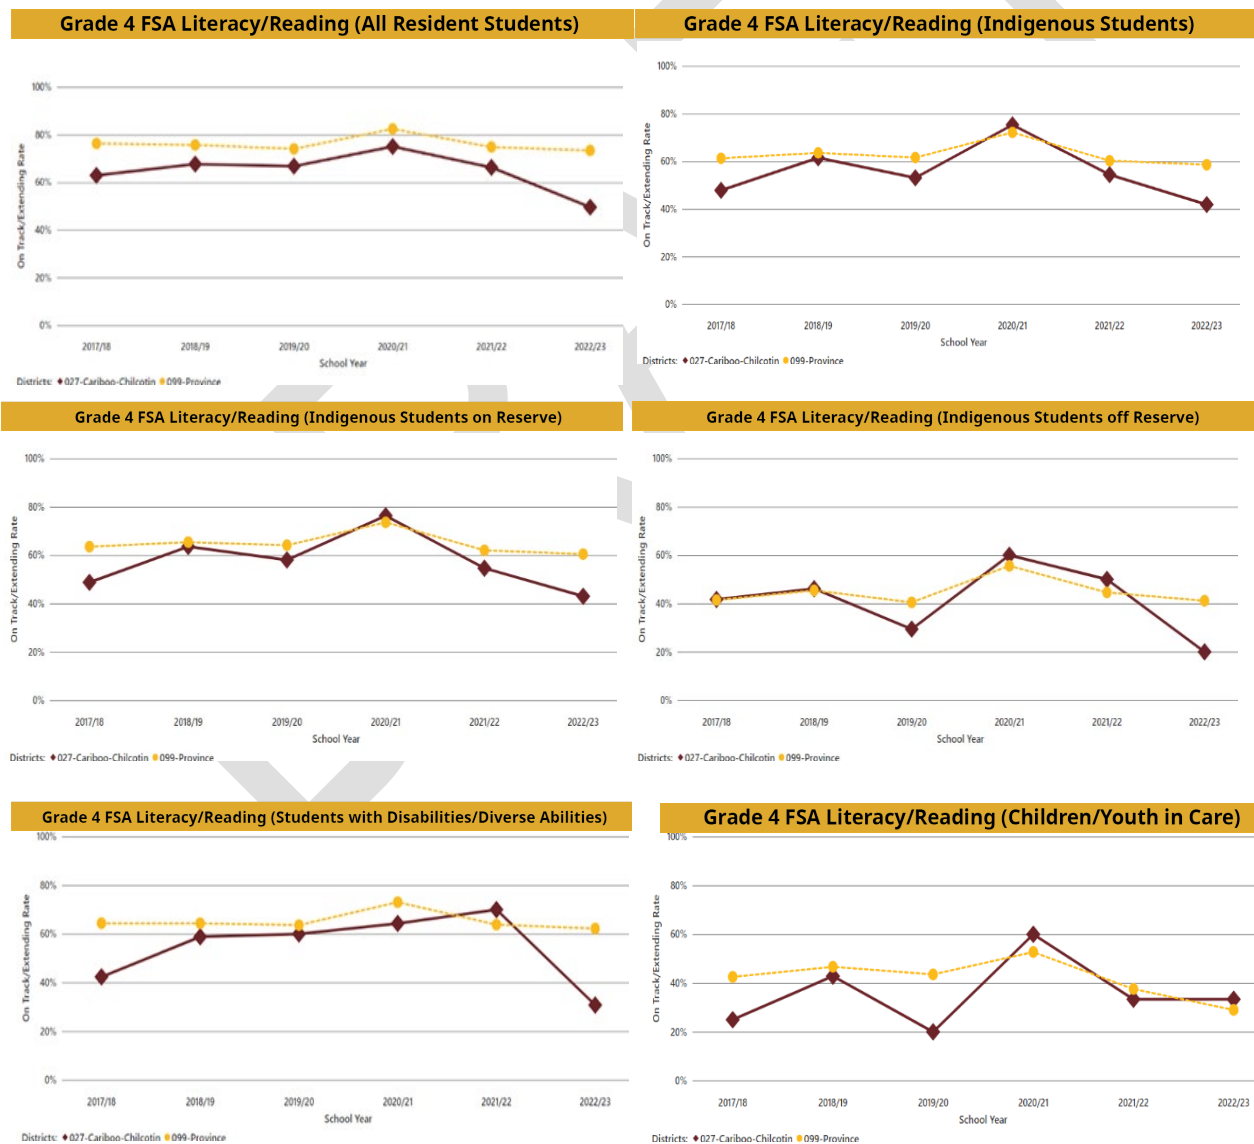 Grade 4 FSA Literacy/Reading (All Resident Students)
On Track/Extending Rate
100%
80%
60%
40%
20%
0%
2017/18 2018/19 2019/20 2020/21 2021/22 2022/23
School Year
Districts: 027-Cariboo-Chilcotin 099-Province
Grade 4 FSA Literacy/Reading (Indigenous Students)
On Track/Extending Rate
100%
80%
60%
40%
20%
0%
2017/18 2018/19 2019/20 2020/21 2021/22 2022/23
School Year
Districts: 027-Cariboo-Chilcotin 099-Province
Grade 4 FSA Literacy/Reading (Indigenous Students on Reserve)
On Track/Extending Rate
100%
80%
60%
40%
20%
0%
2017/18 2018/19 2019/20 2020/21 2021/22 2022/23
School Year
Districts: 027-Cariboo-Chilcotin 099-Province
Grade 4 FSA Literacy/Reading (Indigenous Students off Reserve)
On Track/Extending Rate
100%
80%
60%
40%
20%
0%
2017/18 2018/19 2019/20 2020/21 2021/22 2022/23
School Year
Districts: 027-Cariboo-Chilcotin 099-Province
Grade 4 FSA Literacy/Reading (Students with Disabilities/Diverse Abilities)
On Track/Extending Rate
100%
80%
60%
40%
20%
0%
2017/18 2018/19 2019/20 2020/21 2021/22 2022/23
School Year
Districts: 027-Cariboo-Chilcotin 099-Province
Grade 4 FSA Literacy/Reading (Children/Youth in Care)
On Track/Extending Rate
100%
80%
60%
40%
20%
0%
2017/18 2018/19 2019/20 2020/21 2021/22 2022/23
School Year
Districts: 027-Cariboo-Chilcotin 099-Province